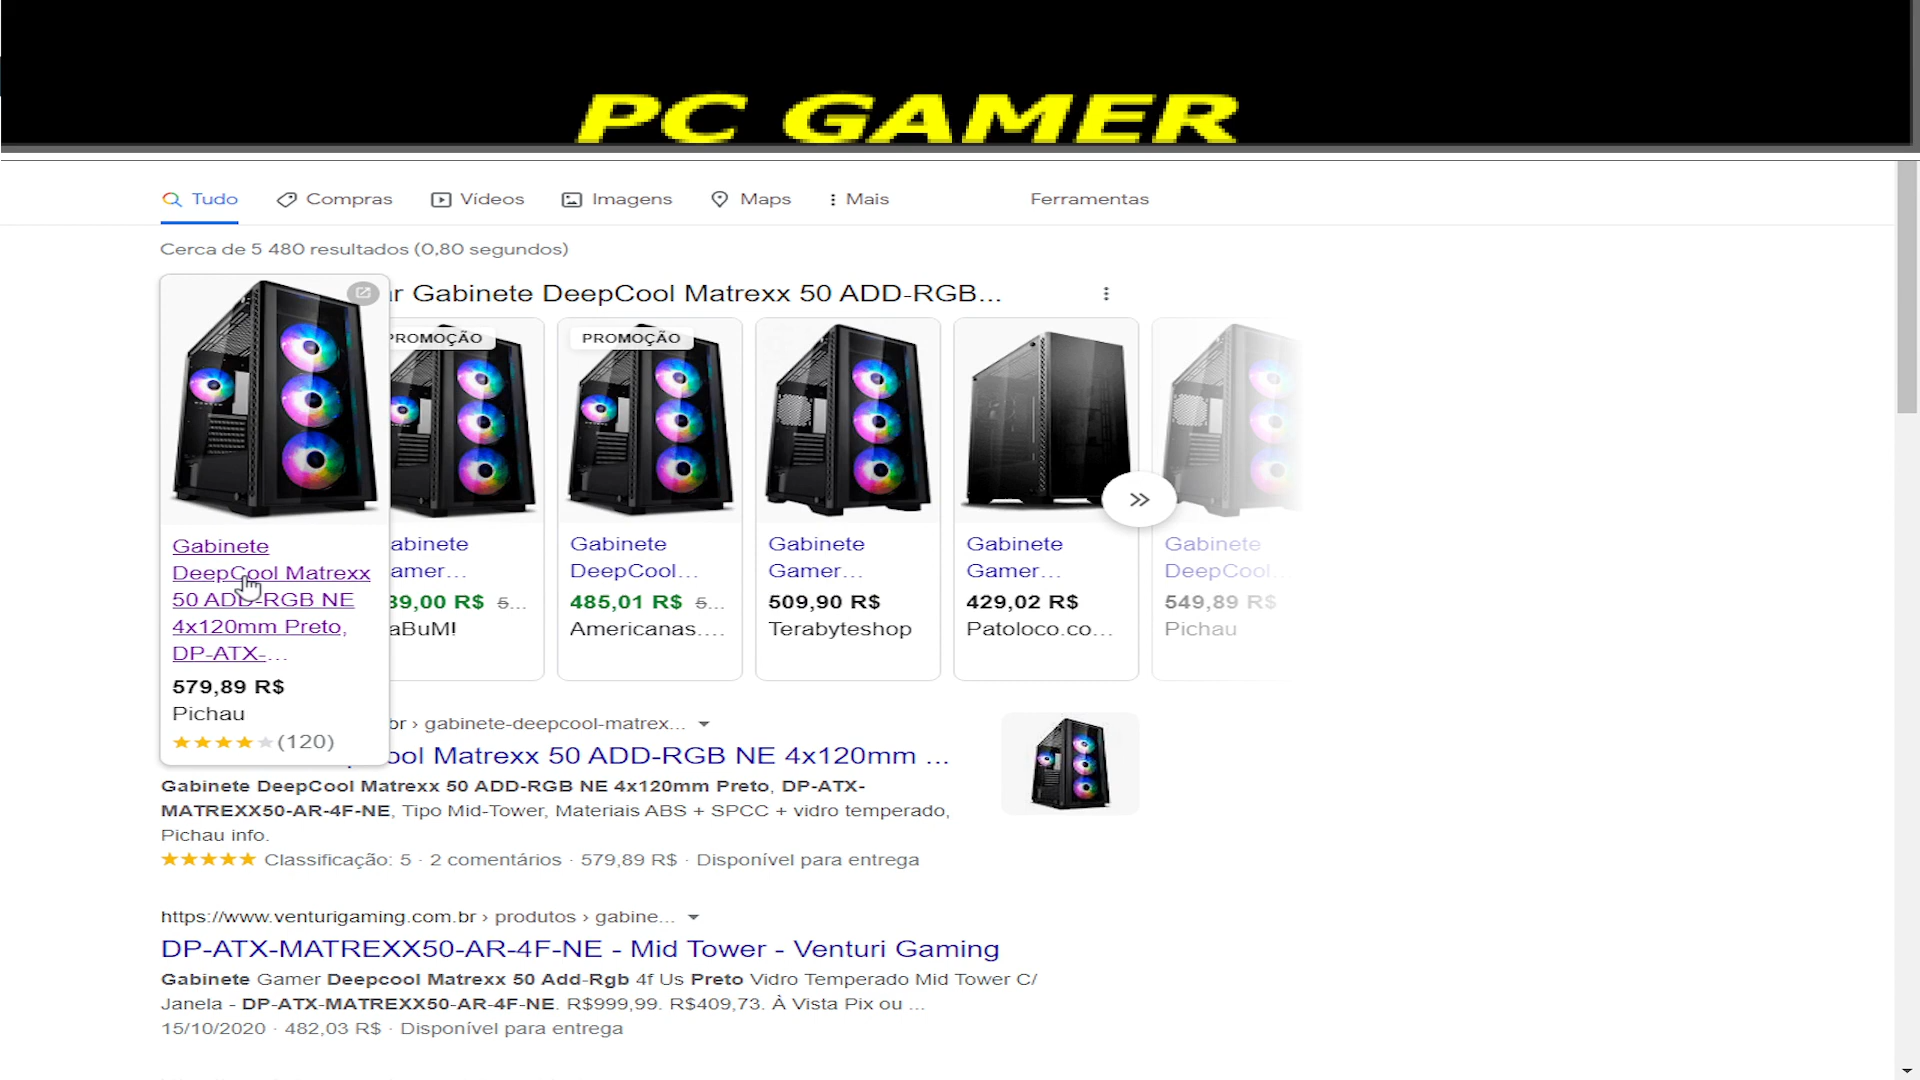 PC GAMER
Tudo Compras Vídeos Imagens Maps Mais Ferramentas
Cerca de 5 480 resultados (0,80 segundos)
Gabinete DeepCool Matrexx 50 ADD-RGB...
Gabinete
DeepCool Matrexx
50 ADD-RGB NE
4x120mm Preto,
DP-ATX-...
579,89 R$
Pichau
(120)
PROMOÇÃO
abinete
amer...
39,00 R$ 5...
aBuM!
PROMOÇÃO
Gabinete
DeepCool...
485,01 R$ 5...
Americanas....
Gabinete
Gamer...
509,90 R$
Terabyteshop
Gabinete
Gamer...
429,02 R$
Patoloco.co...
Gabinete
DeepCool...
549,89 R$
Pichau
br › gabinete-deepcool-matrex...
ool Matrexx 50 ADD-RGB NE 4x120mm ...
Gabinete DeepCool Matrexx 50 ADD-RGB NE 4x120mm Preto, DP-ATX-
MATREXX50-AR-4F-NE, Tipo Mid-Tower, Materiais ABS + SPCC + vidro temperado,
Pichau info.
Classificação: 5 · 2 comentários · 579,89 R$ · Disponível para entrega
https://www.venturigaming.com.br › produtos › gabine...
DP-ATX-MATREXX50-AR-4F-NE - Mid Tower - Venturi Gaming
Gabinete Gamer Deepcool Matrexx 50 Add-Rgb 4f Us Preto Vidro Temperado Mid Tower C/
Janela - DP-ATX-MATREXX50-AR-4F-NE. R$999,99. R$409,73. À Vista Pix ou ...
15/10/2020 · 482,03 R$ · Disponível para entrega